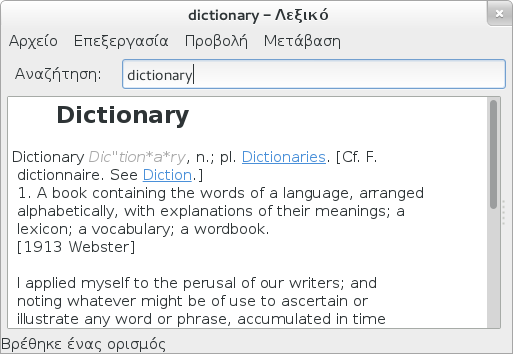 dictionary – Λεξικό
Αρχείο Επεξεργασία Προβολή Μετάβαση
Αναζήτηση: dictionary
Dictionary
Dictionary Dic"tion*a*ry, n.; pl. Dictionaries. [Cf. F.
dictionnaire. See Diction.]
1. A book containing the words of a language, arranged
alphabetically, with explanations of their meanings; a
lexicon; a vocabulary; a wordbook.
[1913 Webster]
I applied myself to the perusal of our writers; and
noting whatever might be of use to ascertain or
illustrate any word or phrase, accumulated in time
Βρέθηκε ένας ορισμός